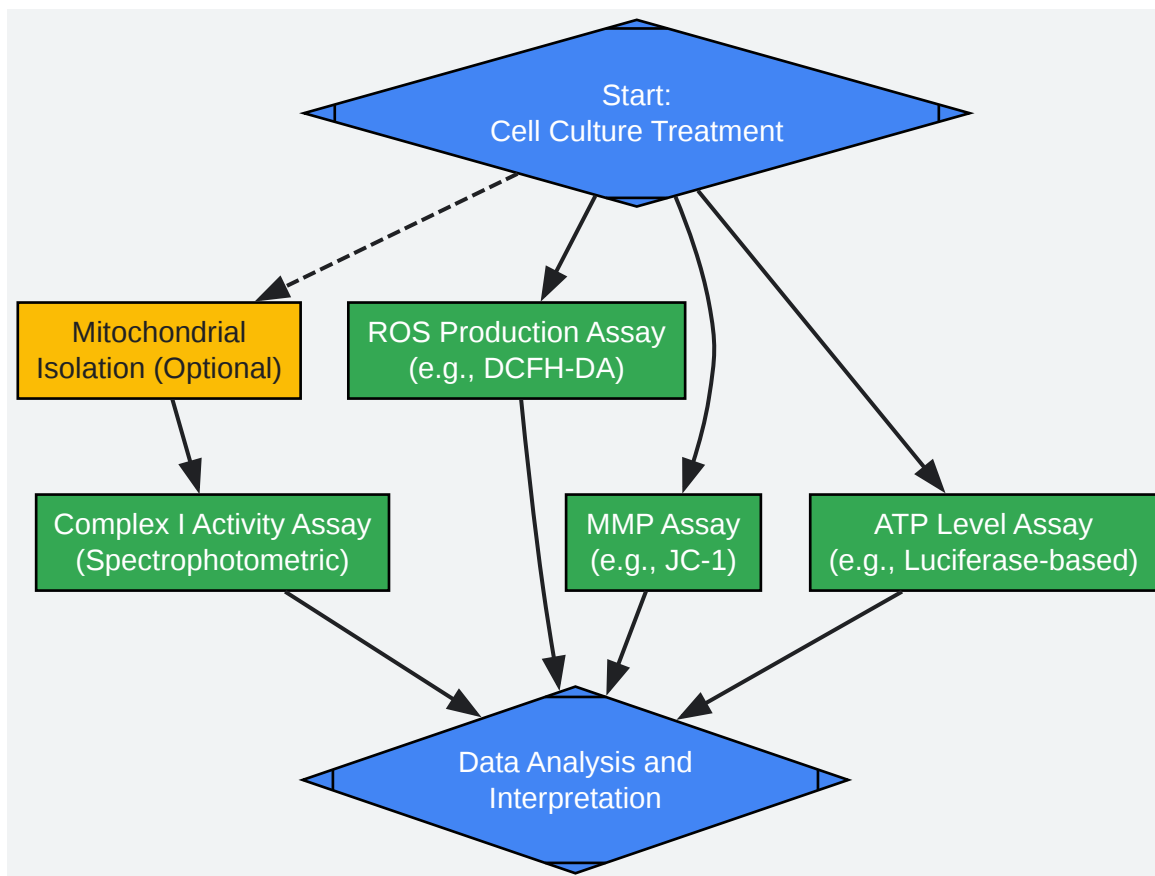 Start:
Cell Culture Treatment
Mitochondrial
Isolation (Optional)
ROS Production Assay
(e.g., DCFH-DA)
Complex I Activity Assay
(Spectrophotometric)
MMP Assay
(e.g., JC-1)
ATP Level Assay
(e.g., Luciferase-based)
Data Analysis and
Interpretation